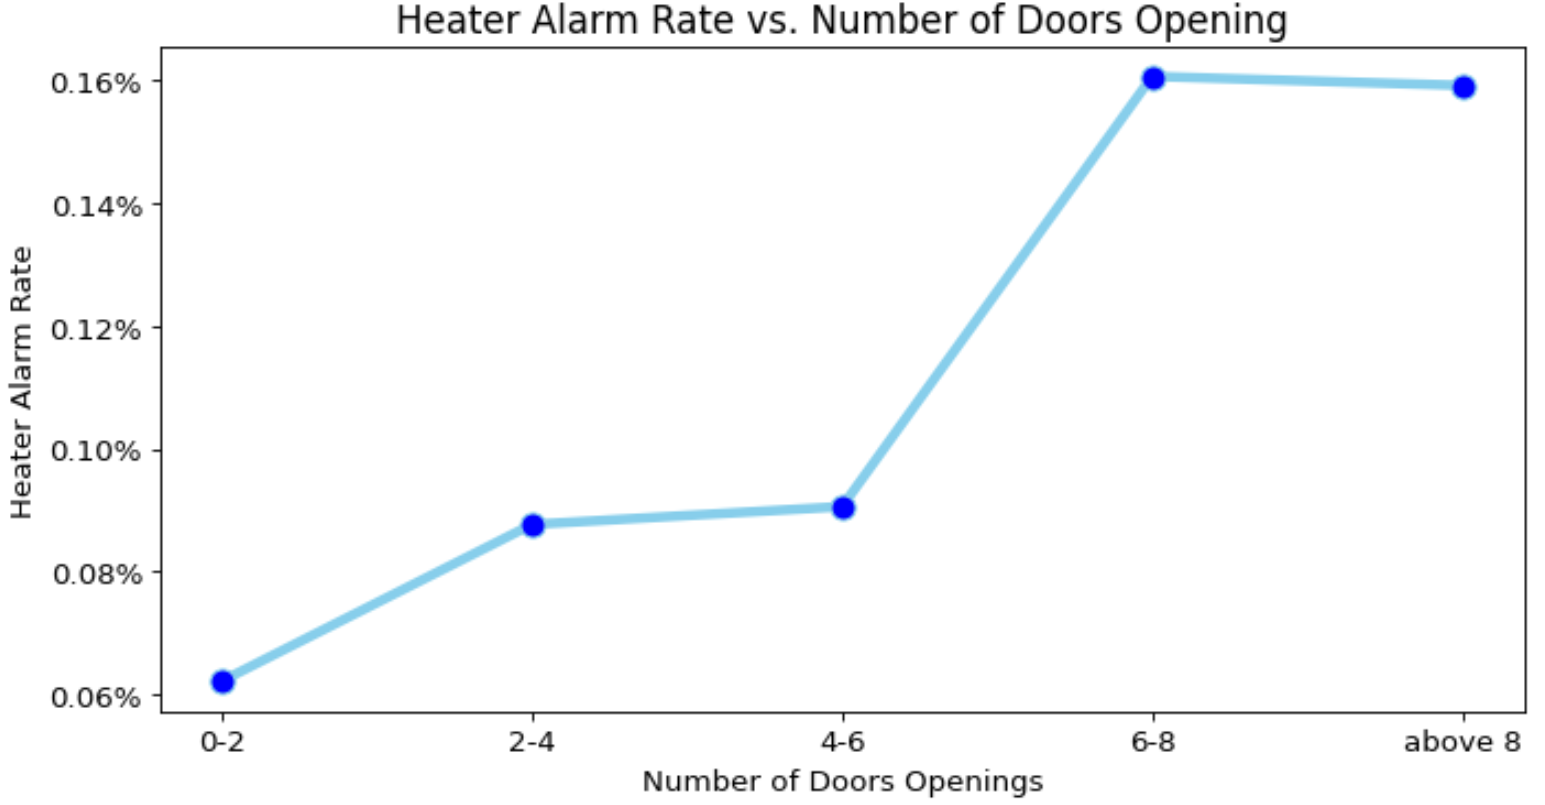 Heater Alarm Rate vs. Number of Doors Opening
0.16%
0.14%
0.12%
0.10%
0.08%
0.06%
Heater Alarm Rate
0-2 2-4 4-6 6-8 above 8
Number of Doors Openings